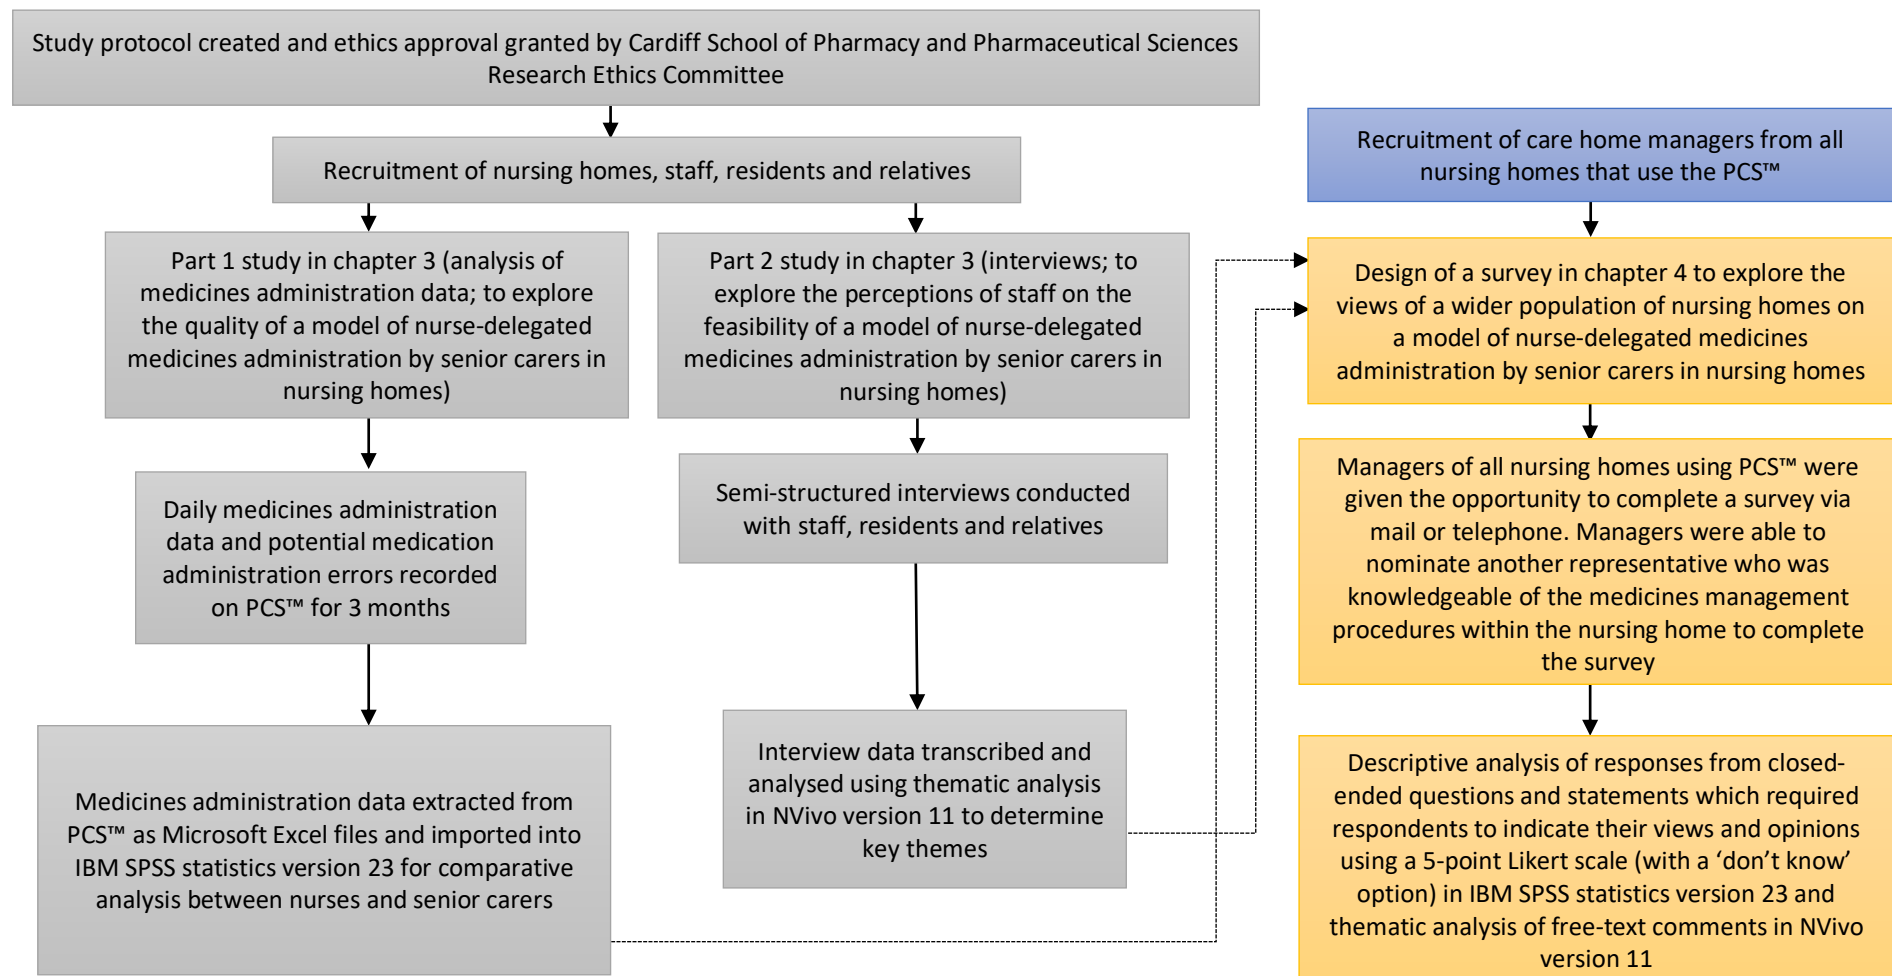 Study protocol created and ethics approval granted by Cardiff School of Pharmacy and Pharmaceutical Sciences
Research Ethics Committee
Recruitment of nursing homes, staff, residents and relatives
Part 1 study in chapter 3 (analysis of
medicines administration data; to explore
the quality of a model of nurse-delegated
medicines administration by senior carers in
nursing homes)
Daily medicines administration
data and potential medication
administration errors recorded
on PCS™ for 3 months
Medicines administration data extracted from
PCS™ as Microsoft Excel files and imported into
IBM SPSS statistics version 23 for comparative
analysis between nurses and senior carers
Part 2 study in chapter 3 (interviews; to
explore the perceptions of staff on the
feasibility of a model of nurse-delegated
medicines administration by senior carers in
nursing homes)
Semi-structured interviews conducted
with staff, residents and relatives
Interview data transcribed and
analysed using thematic analysis
in NVivo version 11 to determine
key themes
Recruitment of care home managers from all
nursing homes that use the PCS™
Design of a survey in chapter 4 to explore the
views of a wider population of nursing homes on
a model of nurse-delegated medicines
administration by senior carers in nursing homes
Managers of all nursing homes using PCS™ were
given the opportunity to complete a survey via
mail or telephone. Managers were able to
nominate another representative who was
knowledgeable of the medicines management
procedures within the nursing home to complete
the survey
Descriptive analysis of responses from closed-
ended questions and statements which required
respondents to indicate their views and opinions
using a 5-point Likert scale (with a ‘don’t know’
option) in IBM SPSS statistics version 23 and
thematic analysis of free-text comments in NVivo
version 11